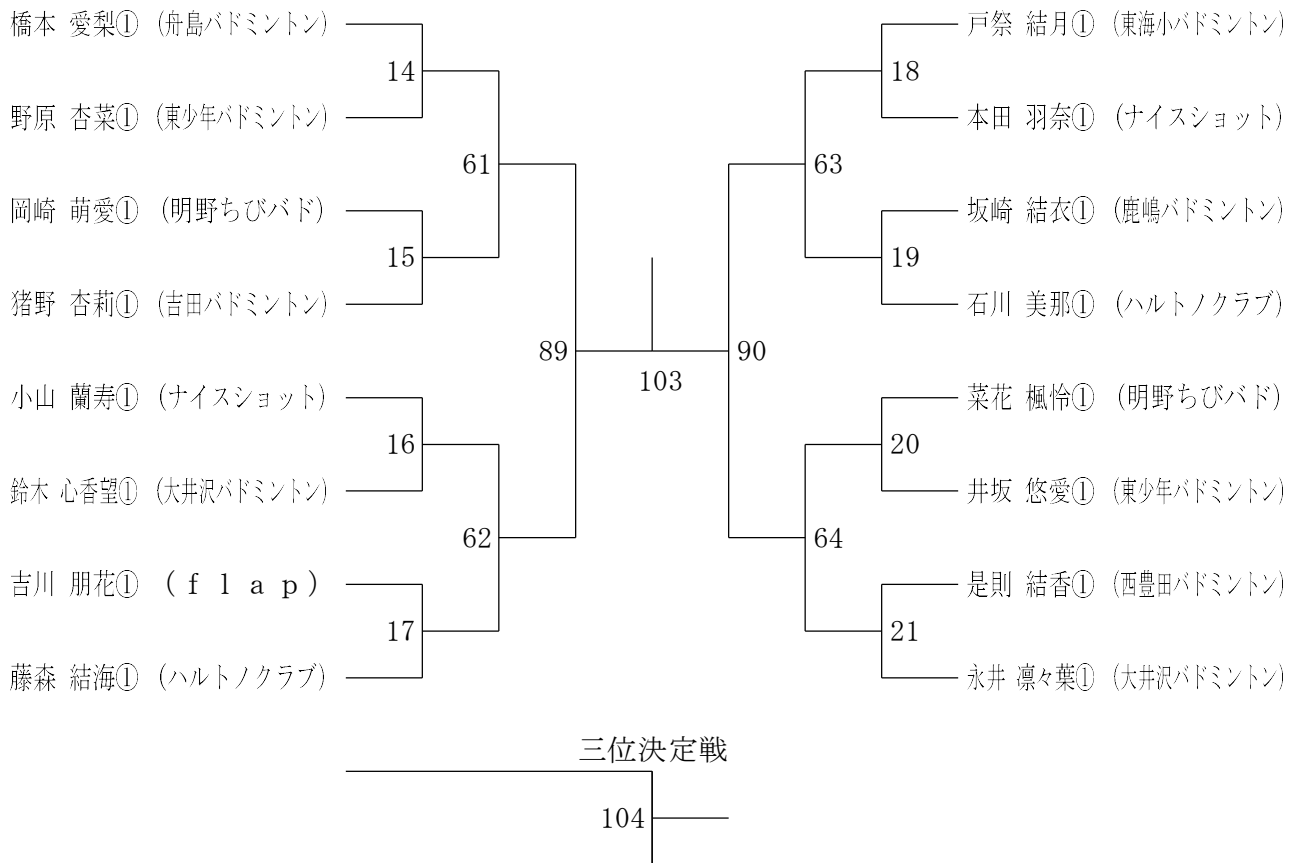 橋本 愛梨① (舟島バドミントン)
14
野原 杏菜① (東少年バドミントン)
61
岡崎 萌愛① (明野ちびバド)
15
猪野 杏莉① (吉田バドミントン)
89
小山 蘭寿① (ナイスショット)
16
鈴木 心香望① (大井沢バドミントン)
62
吉川 朋花① (ｆｌａｐ)
17
藤森 結海① (ハルトノクラブ)
103
戸祭 結月① (東海小バドミントン)
18
本田 羽奈① (ナイスショット)
63
坂崎 結衣① (鹿嶋バドミントン)
19
石川 美那① (ハルトノクラブ)
90
菜花 楓怜① (明野ちびバド)
20
井坂 悠愛① (東少年バドミントン)
64
是則 結香① (西豊田バドミントン)
21
永井 凛々葉① (大井沢バドミントン)
三位決定戦
104